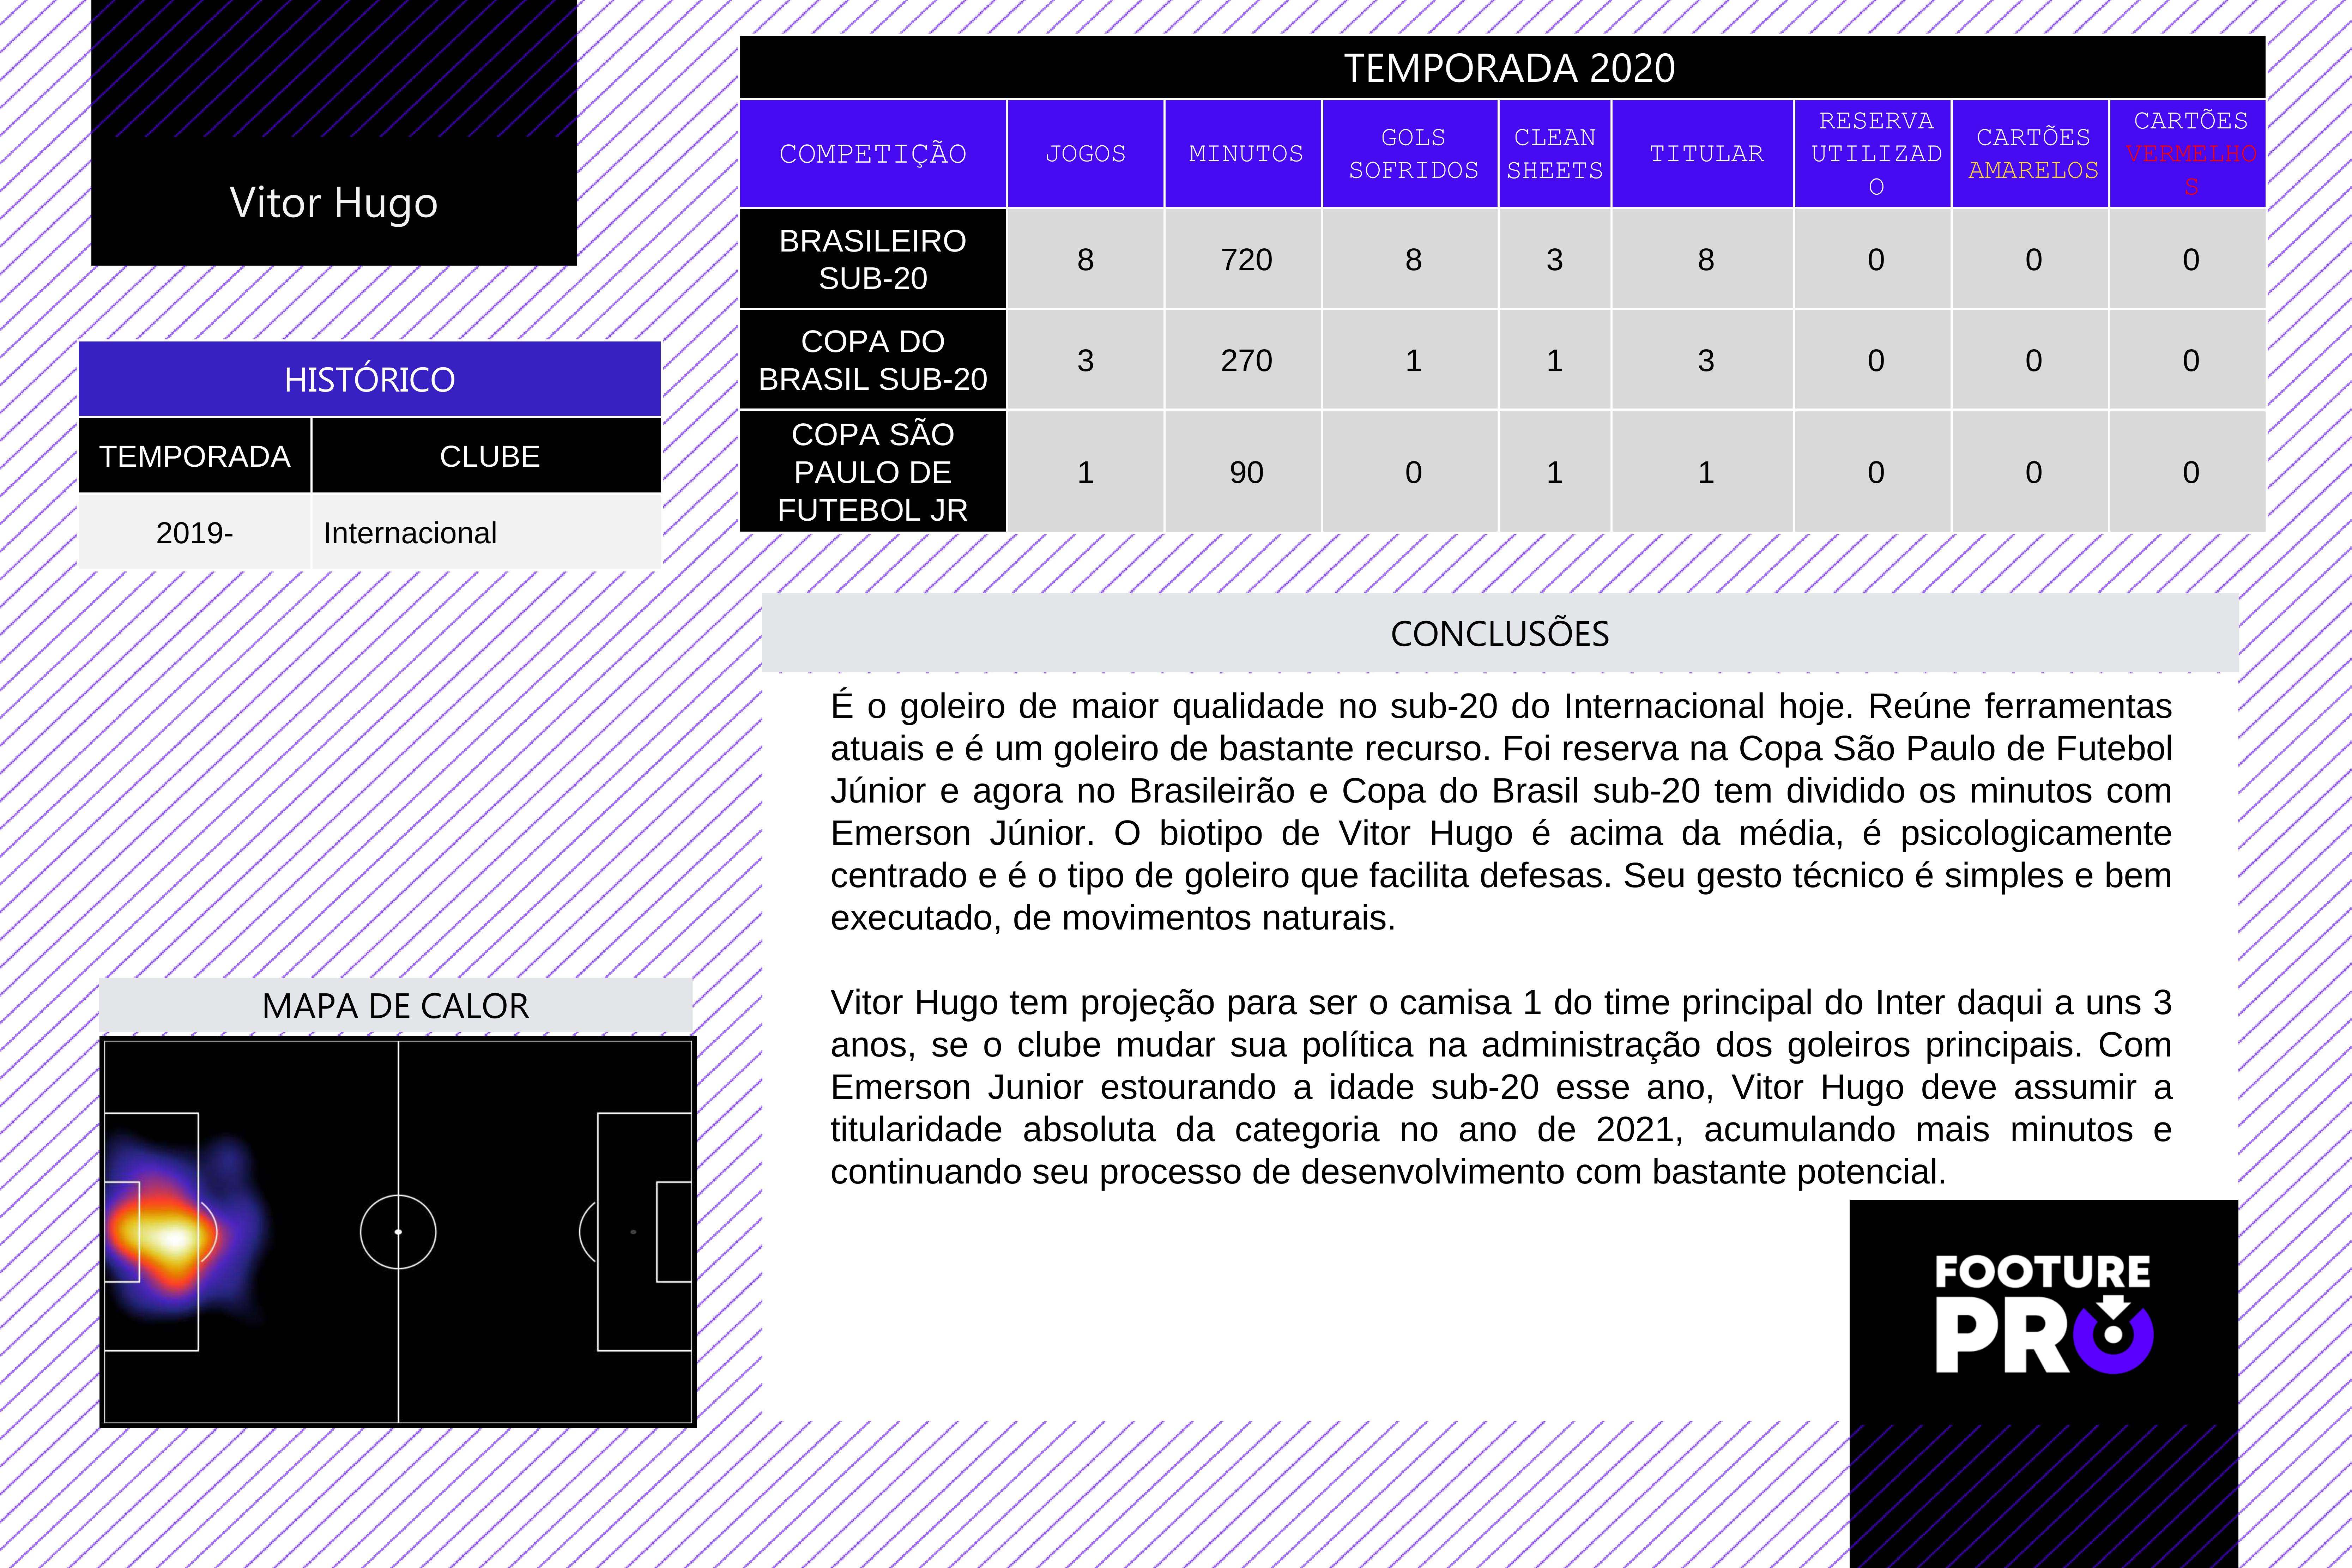 Vitor Hugo
HISTÓRICO
TEMPORADA CLUBE
2019- Internacional
MAPA DE CALOR
TEMPORADA 2020
COMPETIÇÃO JOGOS MINUTOS GOLS SOFRIDOS CLEAN SHEETS TITULAR RESERVA UTILIZADO CARTÕES AMARELOS CARTÕES VERMELHOS
BRASILEIRO SUB-20 8 720 8 3 8 0 0 0
COPA DO BRASIL SUB-20 3 270 1 1 3 0 0 0
COPA SÃO PAULO DE FUTEBOL JR 1 90 0 1 1 0 0 0
CONCLUSÕES
É o goleiro de maior qualidade no sub-20 do Internacional hoje. Reúne ferramentas
atuais e é um goleiro de bastante recurso. Foi reserva na Copa São Paulo de Futebol
Júnior e agora no Brasileirão e Copa do Brasil sub-20 tem dividido os minutos com
Emerson Júnior. O biotipo de Vitor Hugo é acima da média, é psicologicamente
centrado e é o tipo de goleiro que facilita defesas. Seu gesto técnico é simples e bem
executado, de movimentos naturais.
Vitor Hugo tem projeção para ser o camisa 1 do time principal do Inter daqui a uns 3
anos, se o clube mudar sua política na administração dos goleiros principais. Com
Emerson Junior estourando a idade sub-20 esse ano, Vitor Hugo deve assumir a
titularidade absoluta da categoria no ano de 2021, acumulando mais minutos e
continuando seu processo de desenvolvimento com bastante potencial.
FOOTURE
PRO